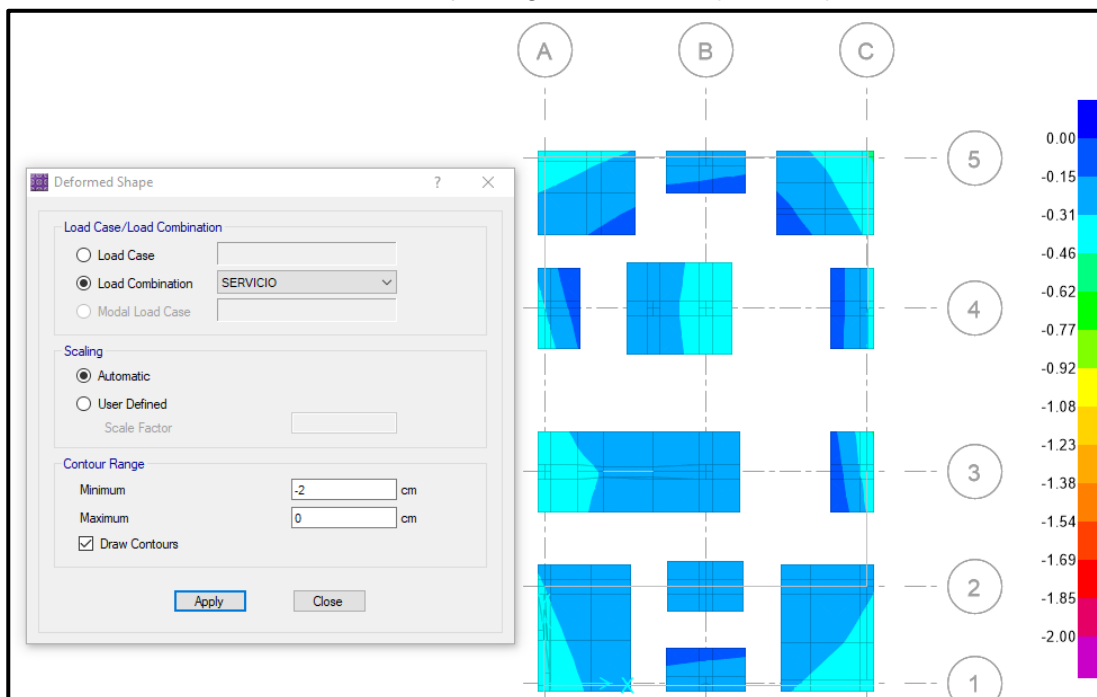 A B C
Deformed Shape ? ×
Load Case/Load Combination
Load Case
Load Combination SERVICIO
Modal Load Case
Scaling
Automatic
User Defined
Scale Factor
Contour Range
Minimum -2 cm
Maximum 0 cm
Draw Contours
Apply Close
5
4
3
2
1
X
0.00
-0.15
-0.31
-0.46
-0.62
-0.77
-0.92
-1.08
-1.23
-1.38
-1.54
-1.69
-1.85
-2.00